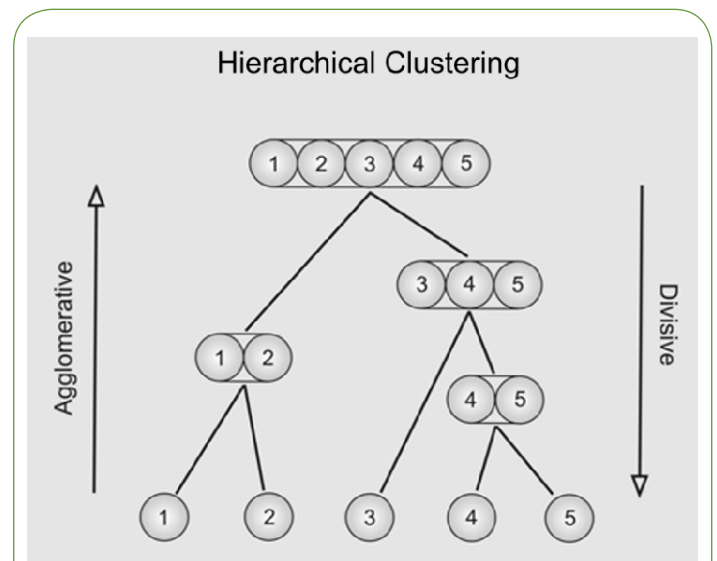 Hierarchical Clustering
1 2 3 4 5
3 4 5
1 2
4 5
1 2 3 4 5
Agglomerative
Divisive